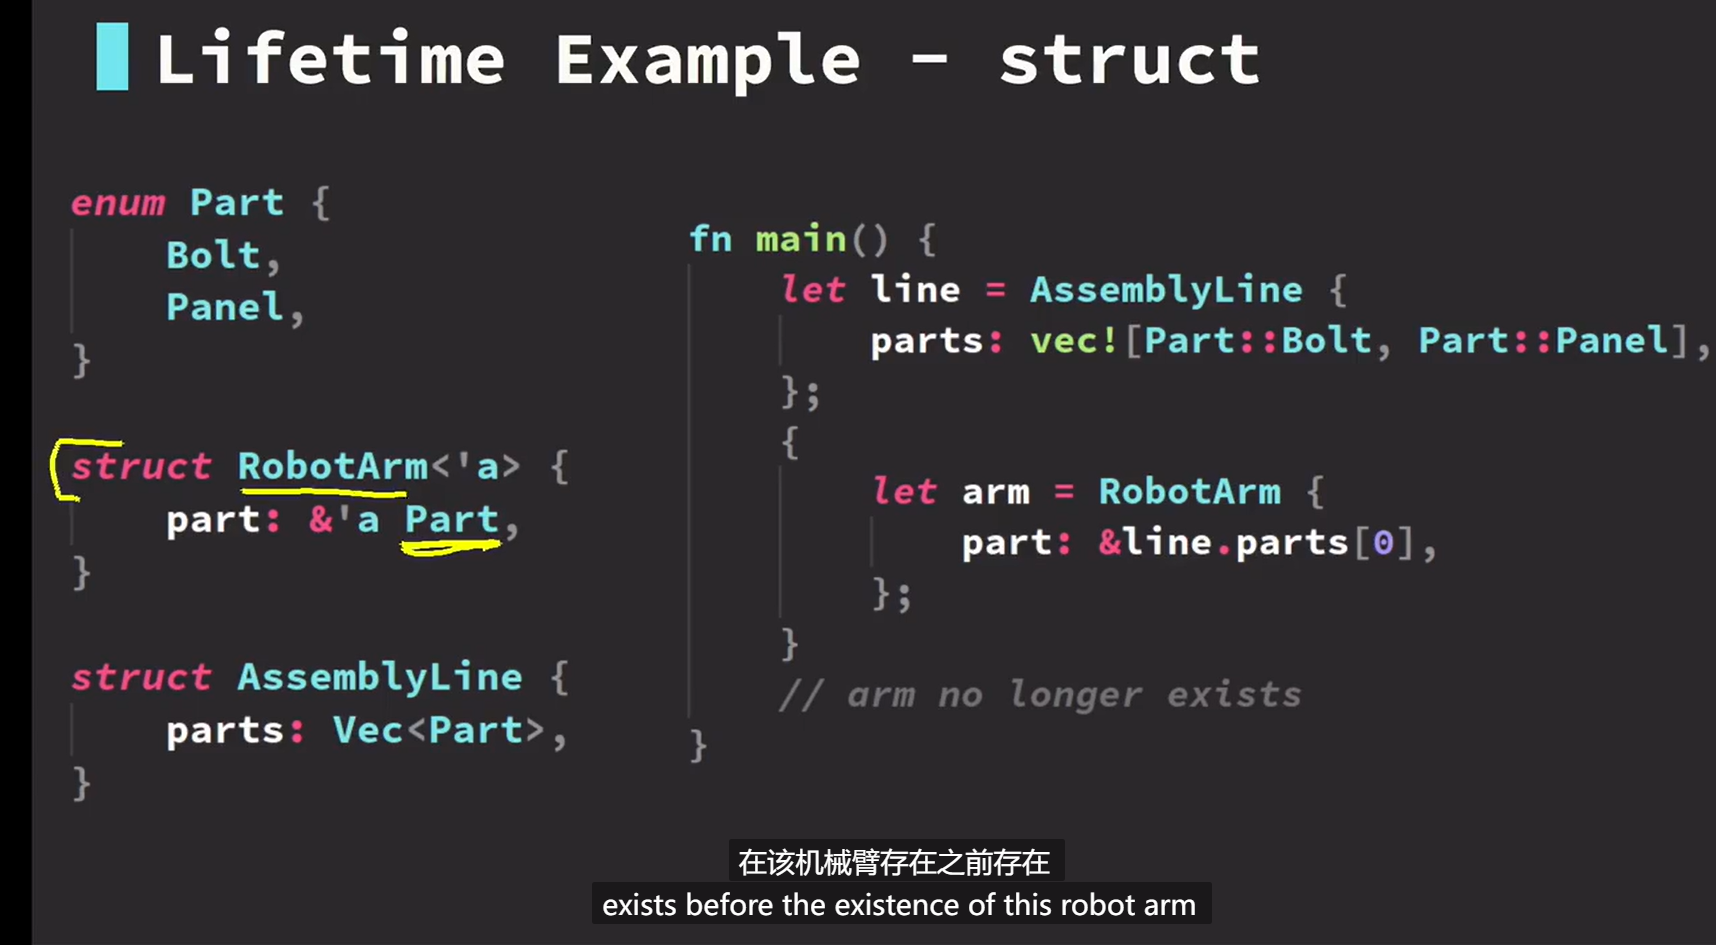 Lifetime Example - struct
enum Part {
Bolt,
Panel,
}
struct RobotArm<'a> {
part: &'a Part,
}
struct AssemblyLine {
parts: Vec<Part>,
}
fn main() {
let line = AssemblyLine {
parts: vec![Part::Bolt, Part::Panel],
};
{
let arm = RobotArm {
part: &line.parts[0],
};
}
// arm no longer exists
}
在该机械臂存在之前存在
exists before the existence of this robot arm